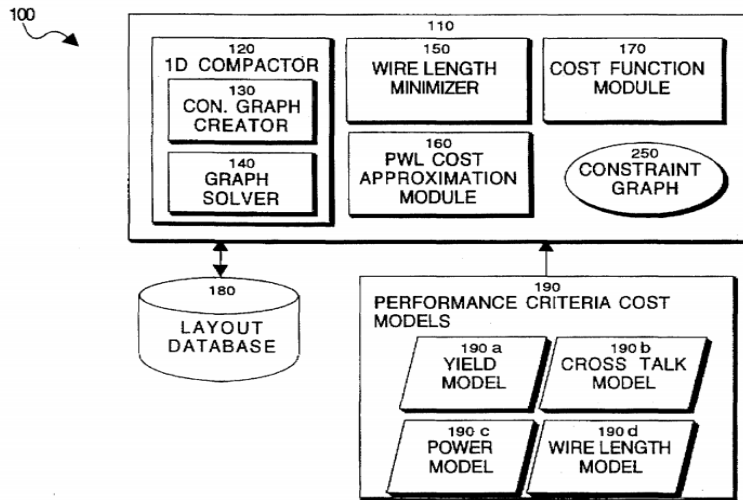 100
110
120
1D COMPACTOR
130
CON. GRAPH
CREATOR
140
GRAPH
SOLVER
150
WIRE LENGTH
MINIMIZER
160
PWL COST
APPROXIMATION
MODULE
170
COST FUNCTION
MODULE
250
CONSTRAINT
GRAPH
180
LAYOUT
DATABASE
190
PERFORMANCE CRITERIA COST
MODELS
190 a
YIELD
MODEL
190 b
CROSS TALK
MODEL
190 c
POWER
MODEL
190 d
WIRE LENGTH
MODEL